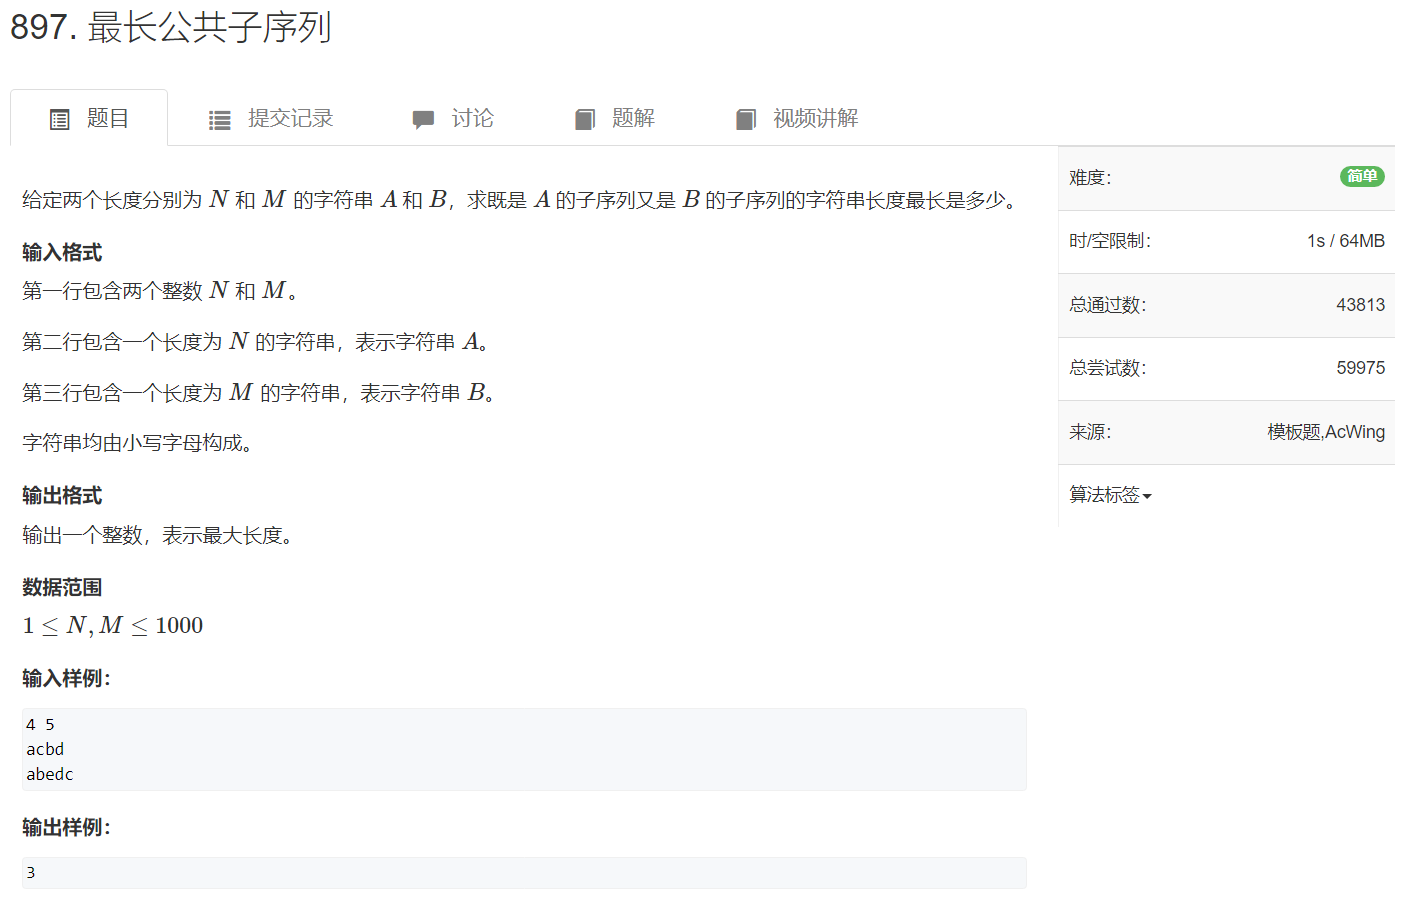 897. 最长公共子序列
题目
提交记录
讨论
题解
视频讲解
给定两个长度分别为 N 和 M 的字符串 A 和 B，求既是 A 的子序列又是 B 的子序列的字符串长度最长是多少。
输入格式
第一行包含两个整数 N 和 M。
第二行包含一个长度为 N 的字符串，表示字符串 A。
第三行包含一个长度为 M 的字符串，表示字符串 B。
字符串均由小写字母构成。
输出格式
输出一个整数，表示最大长度。
数据范围
1 ≤ N, M ≤ 1000
输入样例：
4 5
acbd
abedc
输出样例：
3
难度： 简单
时/空限制： 1s / 64MB
总通过数： 43813
总尝试数： 59975
来源： 模板题,AcWing
算法标签